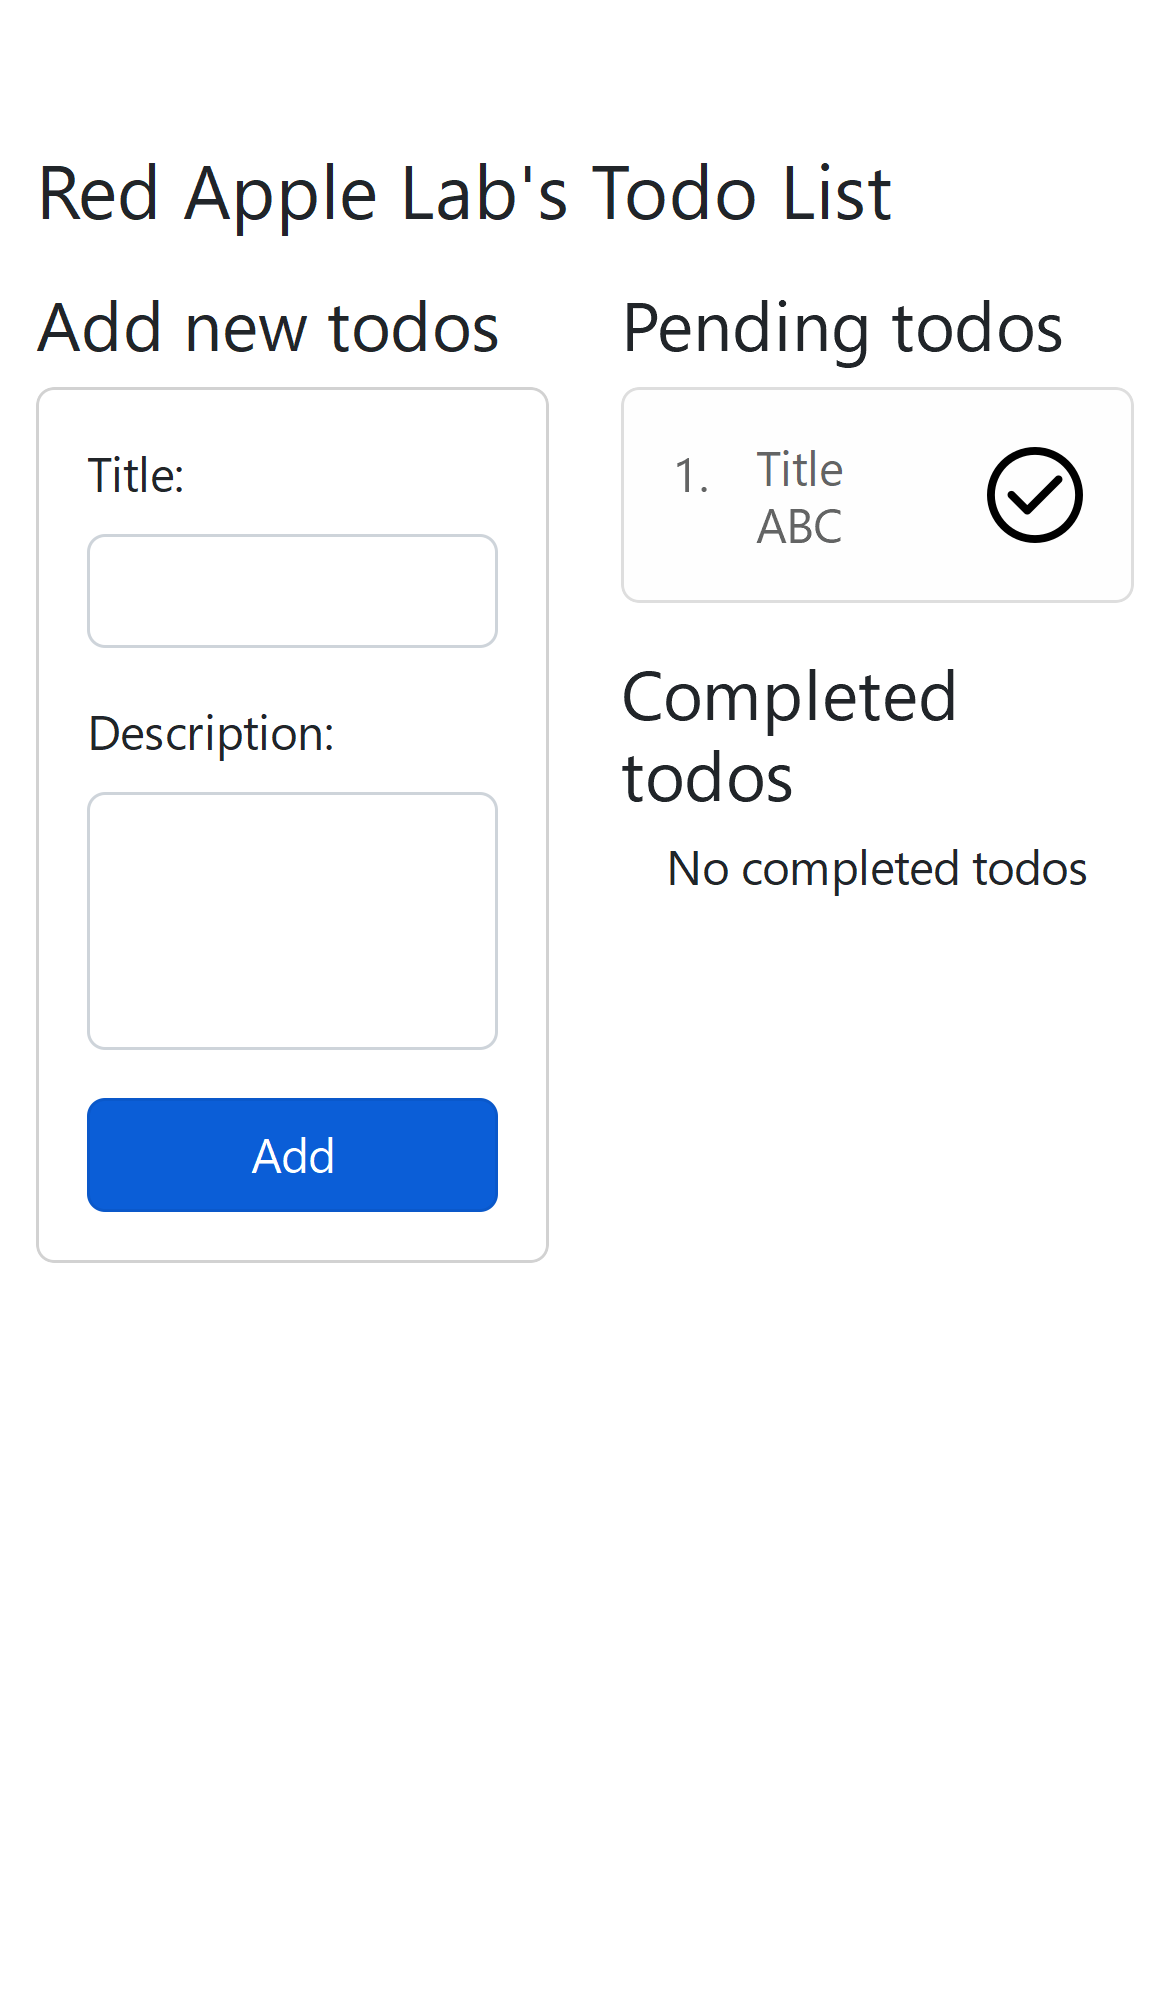 Red Apple Lab's Todo List
Add new todos
Title:
Description:
Add
Pending todos
1. Title
ABC
Completed
todos
No completed todos